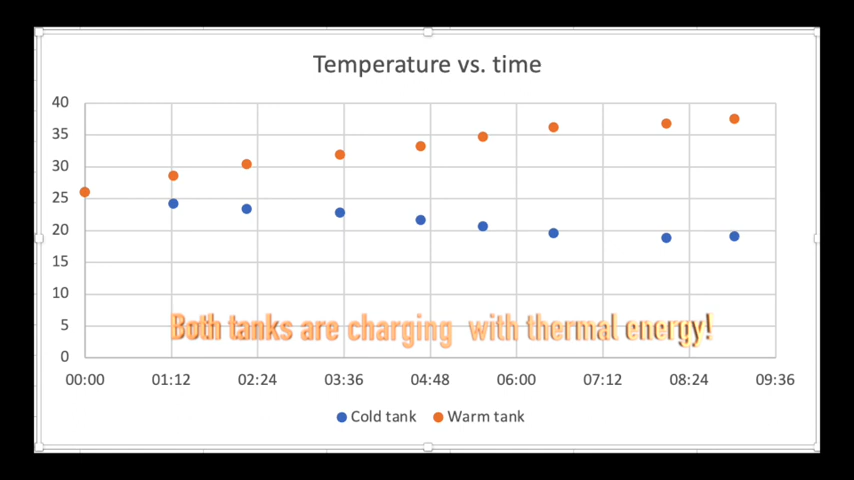 Temperature vs. time
40
35
30
25
20
15
10
5
0
Both tanks are charging with thermal energy!
00:00 01:12 02:24 03:36 04:48 06:00 07:12 08:24 09:36
Cold tank Warm tank